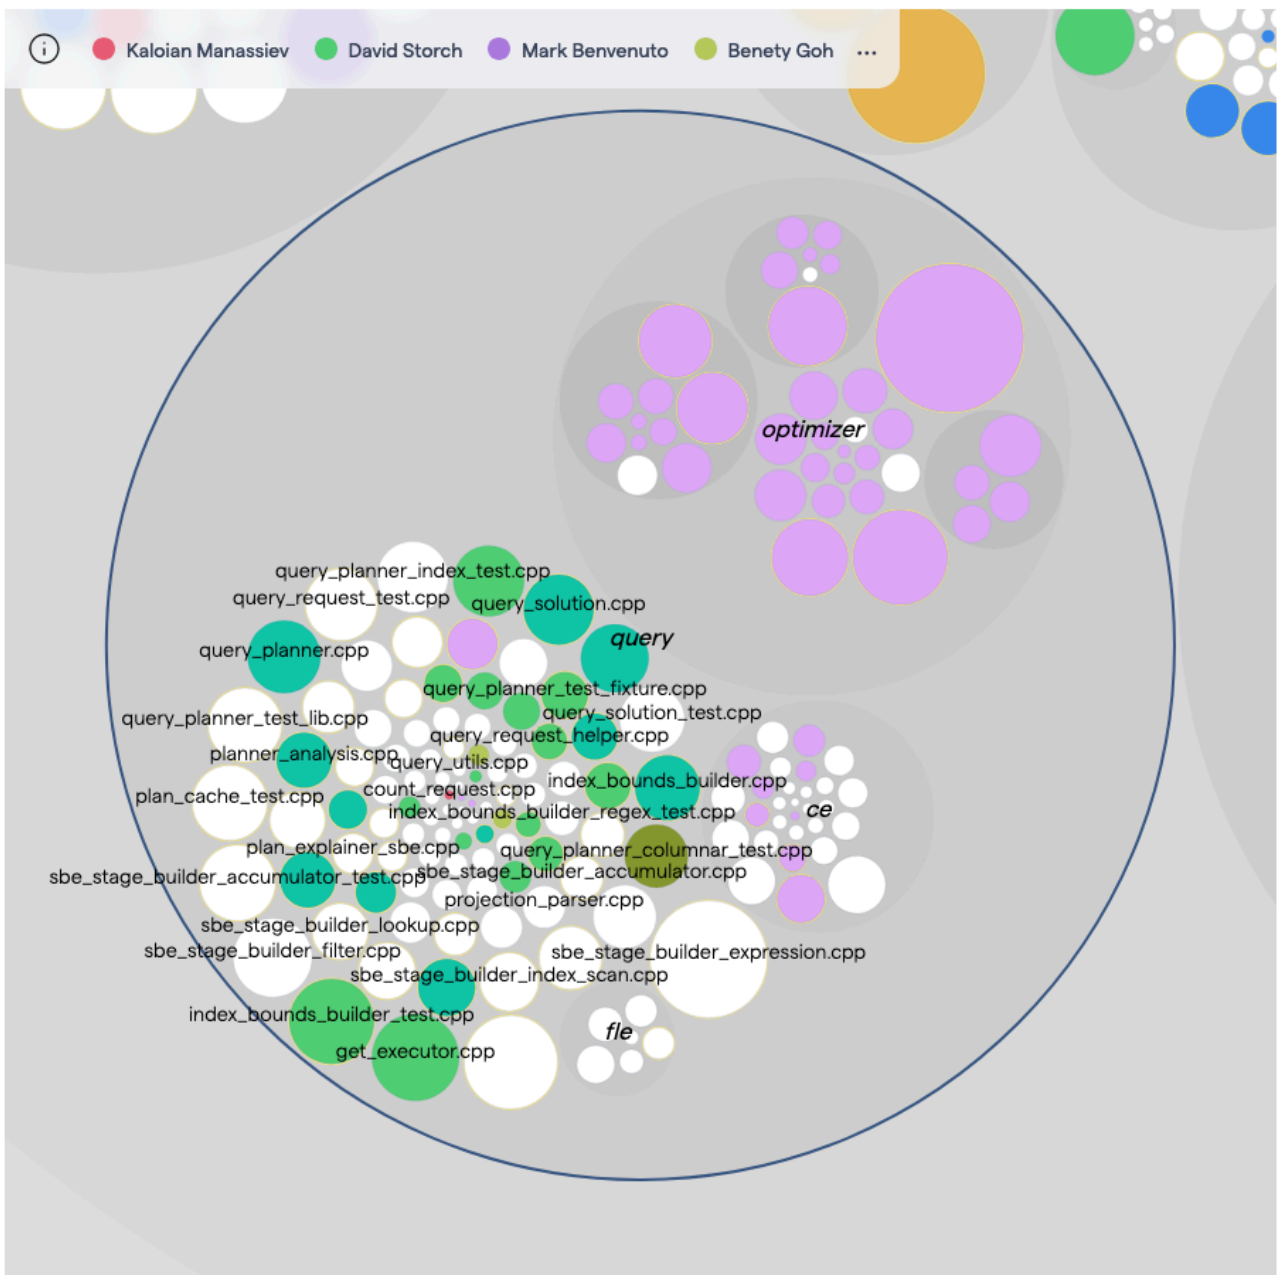 Kaloian Manassiev David Storch Mark Benvenuto Benety Goh ...
optimizer
query_planner_index_test.cpp
query_request_test.cpp
query_solution.cpp
query
query_planner.cpp
query_planner_test_fixture.cpp
query_solution_test.cpp
query_planner_test_lib.cpp
query_request_helper.cpp
planner_analysis.cpp
query_utils.cpp
index_bounds_builder.cpp
count_request.cpp
plan_cache_test.cpp
ce
index_bounds_builder_regex_test.cpp
plan_explainer_sbe.cpp
query_planner_columnar_test.cpp
sbe_stage_builder_accumulator.cpp
sbe_stage_builder_accumulator_test.cpp
projection_parser.cpp
sbe_stage_builder_lookup.cpp
sbe_stage_builder_filter.cpp
sbe_stage_builder_expression.cpp
sbe_stage_builder_index_scan.cpp
index_bounds_builder_test.cpp
fle
get_executor.cpp